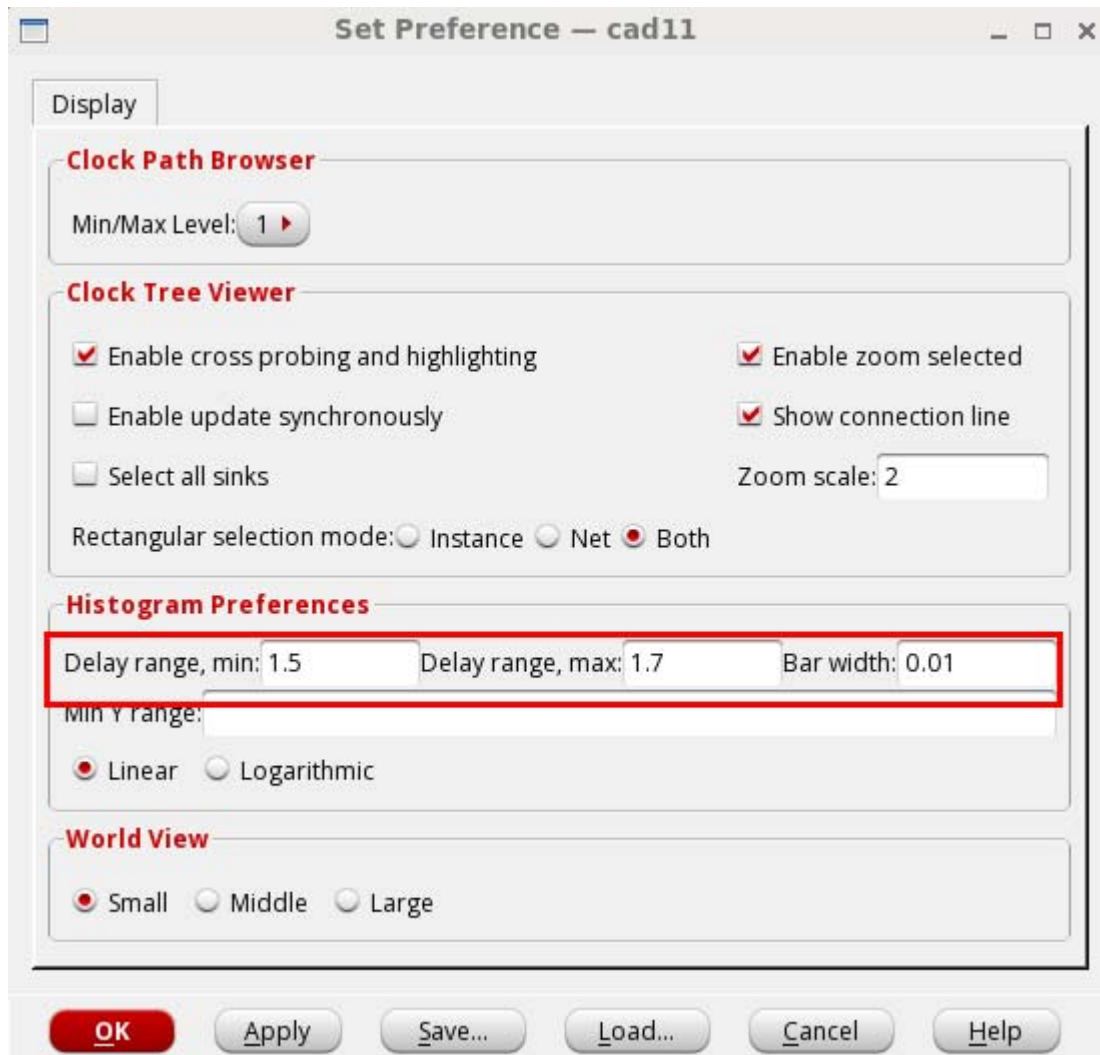 Set Preference — cad11
Display
Clock Path Browser
Min/Max Level: 1
Clock Tree Viewer
Enable cross probing and highlighting Enable zoom selected
Enable update synchronously Show connection line
Select all sinks Zoom scale: 2
Rectangular selection mode: Instance Net Both
Histogram Preferences
Delay range, min: 1.5 Delay range, max: 1.7 Bar width: 0.01
Min Y range:
Linear Logarithmic
World View
Small Middle Large
OK Apply Save... Load... Cancel Help